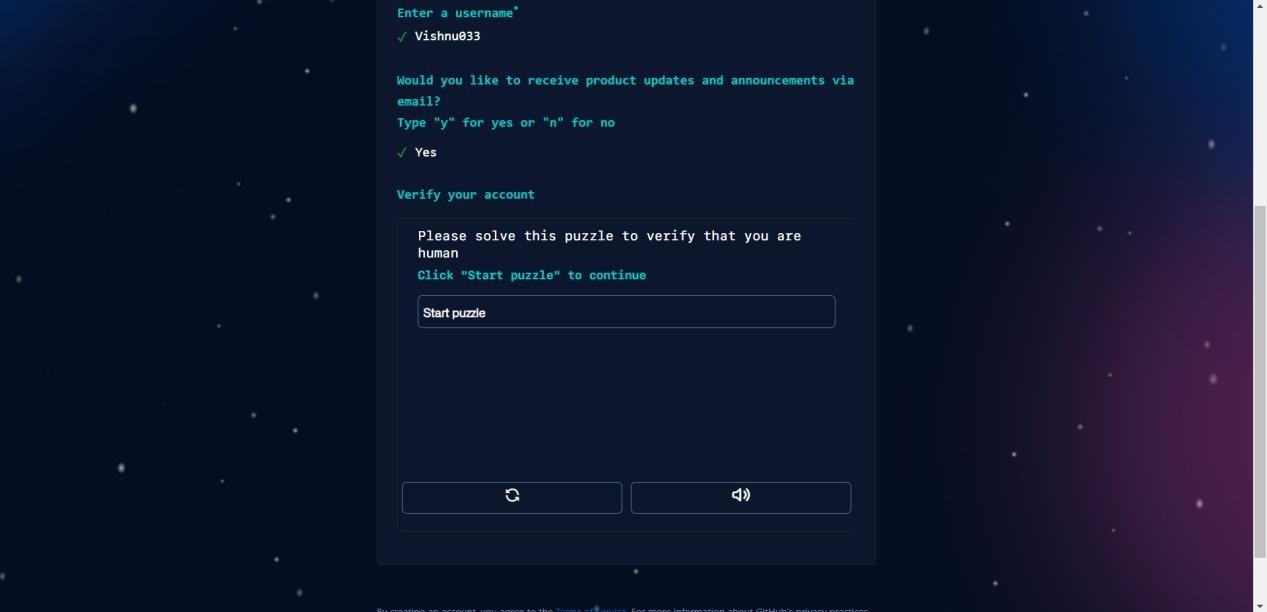 Enter a username*
✓ Vishnu033
Would you like to receive product updates and announcements via
email?
Type "y" for yes or "n" for no
✓ Yes
Verify your account
Please solve this puzzle to verify that you are
human
Click "Start puzzle" to continue
Start puzzle
By creating an account, you agree to the Terms of Service. For more information about GitHub's privacy practices,